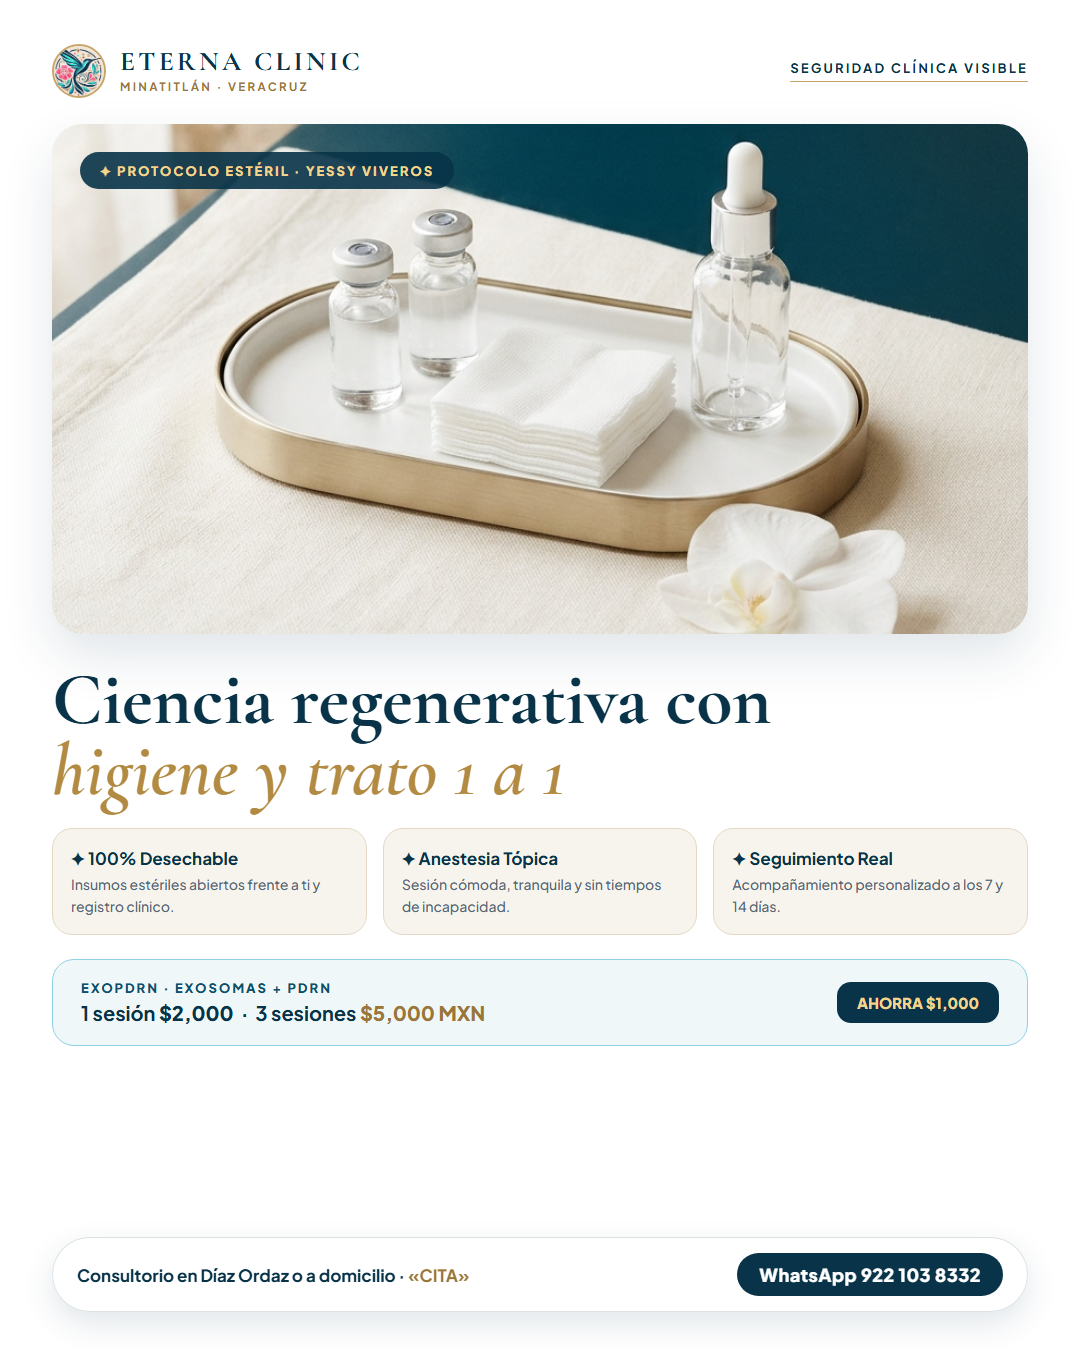 ETERNA CLINIC
MINATITLÁN · VERACRUZ
SEGURIDAD CLÍNICA VISIBLE
✦ PROTOCOLO ESTÉRIL · YESSY VIVEROS
Ciencia regenerativa con
higiene y trato 1 a 1
✦ 100% Desechable
Insumos estériles abiertos frente a ti y
registro clínico.
✦ Anestesia Tópica
Sesión cómoda, tranquila y sin tiempos
de incapacidad.
✦ Seguimiento Real
Acompañamiento personalizado a los 7 y
14 días.
EXOPDRN · EXOSOMAS + PDRN
1 sesión $2,000 · 3 sesiones $5,000 MXN
AHORRA $1,000
Consultorio en Díaz Ordaz o a domicilio · «CITA»
WhatsApp 922 103 8332